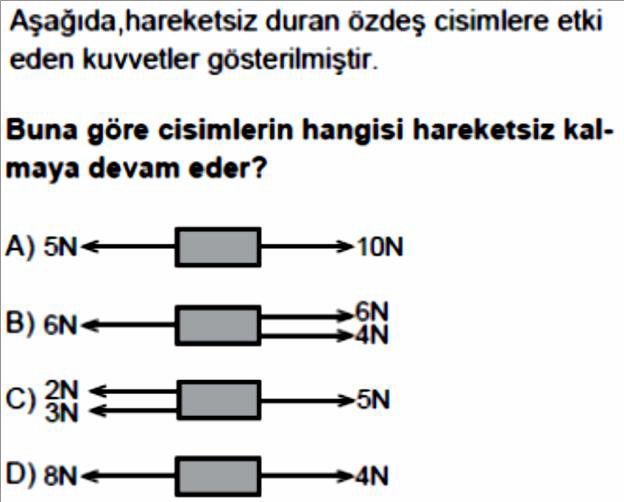 Aşağıda,hareketsiz duran özdeş cisimlere etki
eden kuvvetler gösterilmiştir.
Buna göre cisimlerin hangisi hareketsiz kal-
maya devam eder?
A) 5N 10N
B) 6N 6N
4N
C) 2N
3N 5N
D) 8N 4N